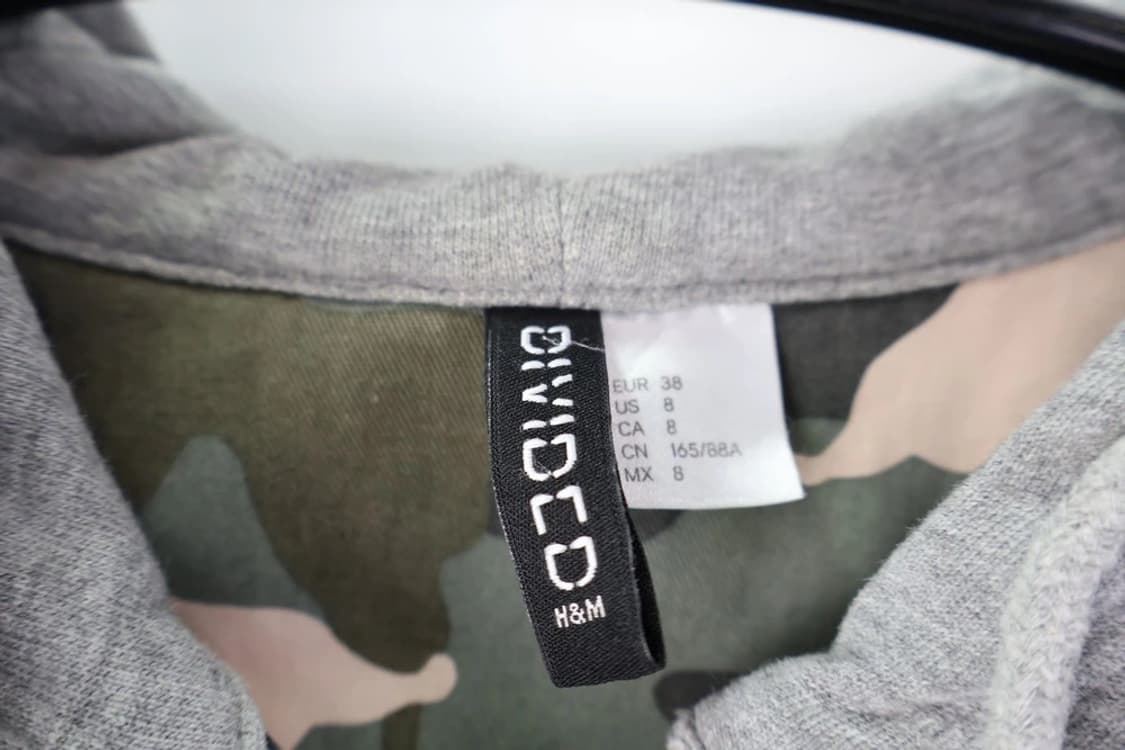 DIVIDED
H&M
EUR 38
US 8
CA 8
CN 165/88A
MX 8